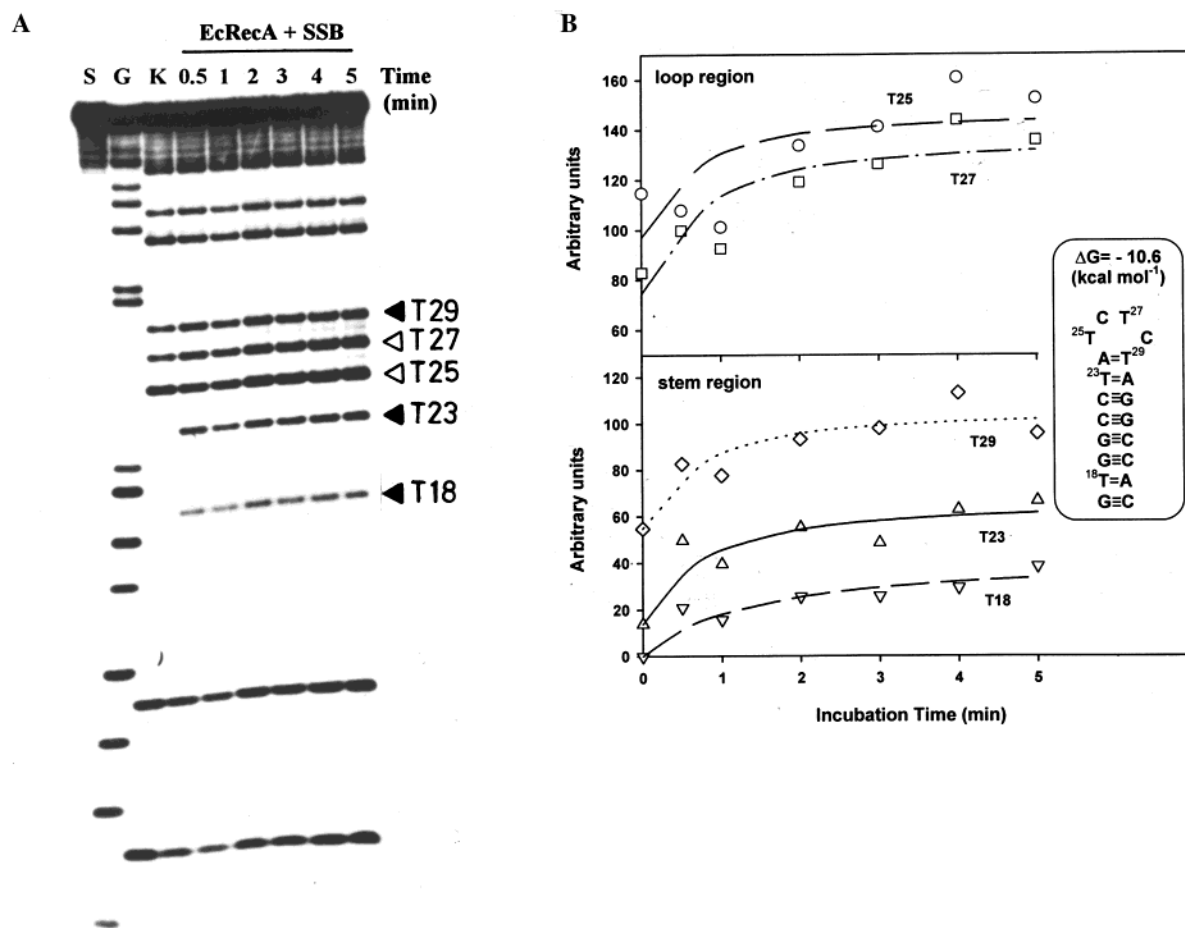 A
EcRecA + SSB
S G K 0.5 1 2 3 4 5 Time
(min)
T29
T27
T25
T23
T18
B
loop region
160
140
120
100
80
60
Arbitrary units
T25
T27
stem region
120
100
80
60
40
20
0
Arbitrary units
T29
T23
T18
0 1 2 3 4 5
Incubation Time (min)
ΔG= - 10.6
(kcal mol⁻¹)
C T²⁷
²⁵T C
A=T²⁹
²³T=A
C≡G
C≡G
G≡C
G≡C
¹⁸T=A
G≡C